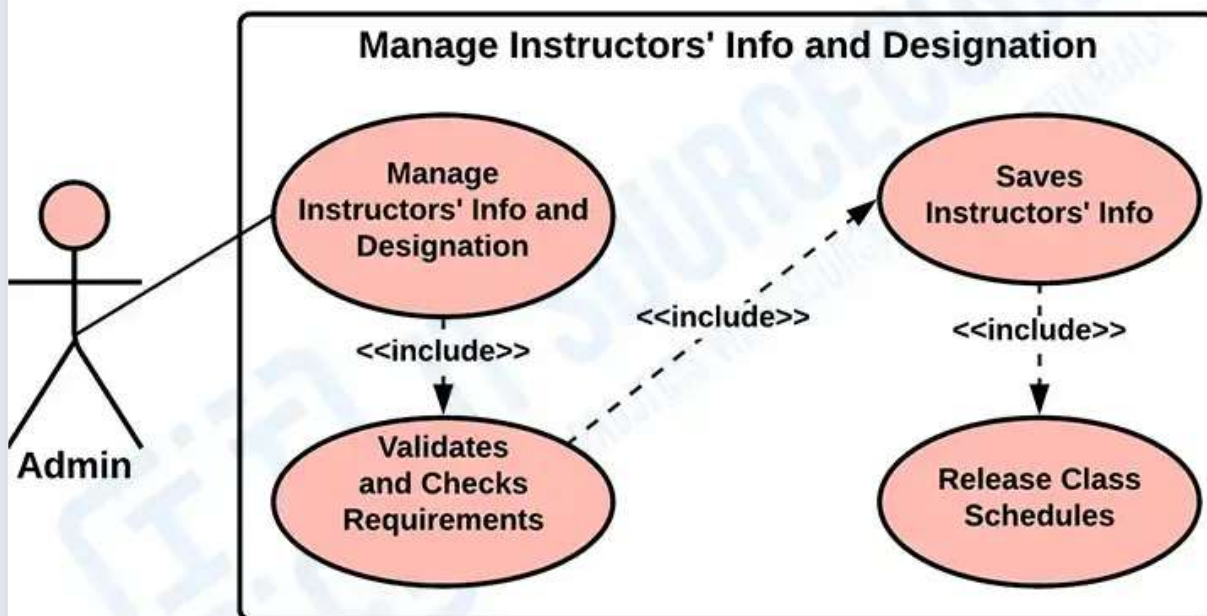 Manage Instructors' Info and Designation
Manage
Instructors' Info and
Designation
<<include>>
Validates
and Checks
Requirements
<<include>>
Saves
Instructors' Info
<<include>>
Release Class
Schedules
Admin